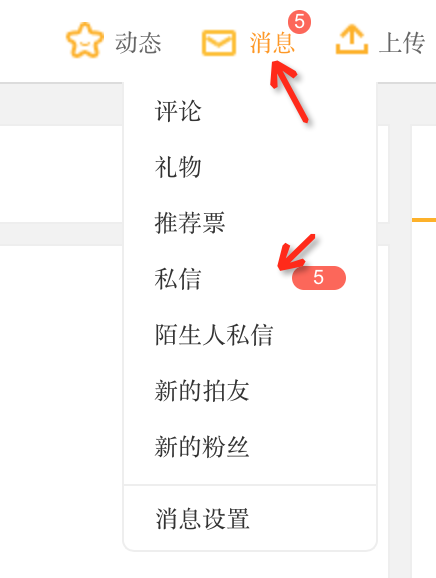 动态 消息 5 上传
评论
礼物
推荐票
私信 5
陌生人私信
新的拍友
新的粉丝
消息设置